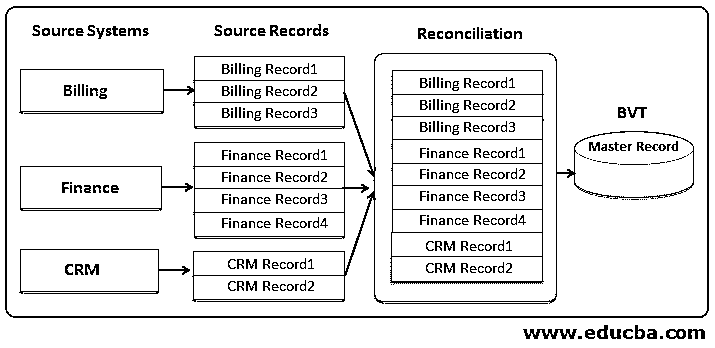 Source Systems
Source Records
Reconciliation
Billing
Billing Record1
Billing Record2
Billing Record3
Finance
Finance Record1
Finance Record2
Finance Record3
Finance Record4
CRM
CRM Record1
CRM Record2
Billing Record1
Billing Record2
Billing Record3
Finance Record1
Finance Record2
Finance Record3
Finance Record4
CRM Record1
CRM Record2
BVT
Master Record
www.educba.com